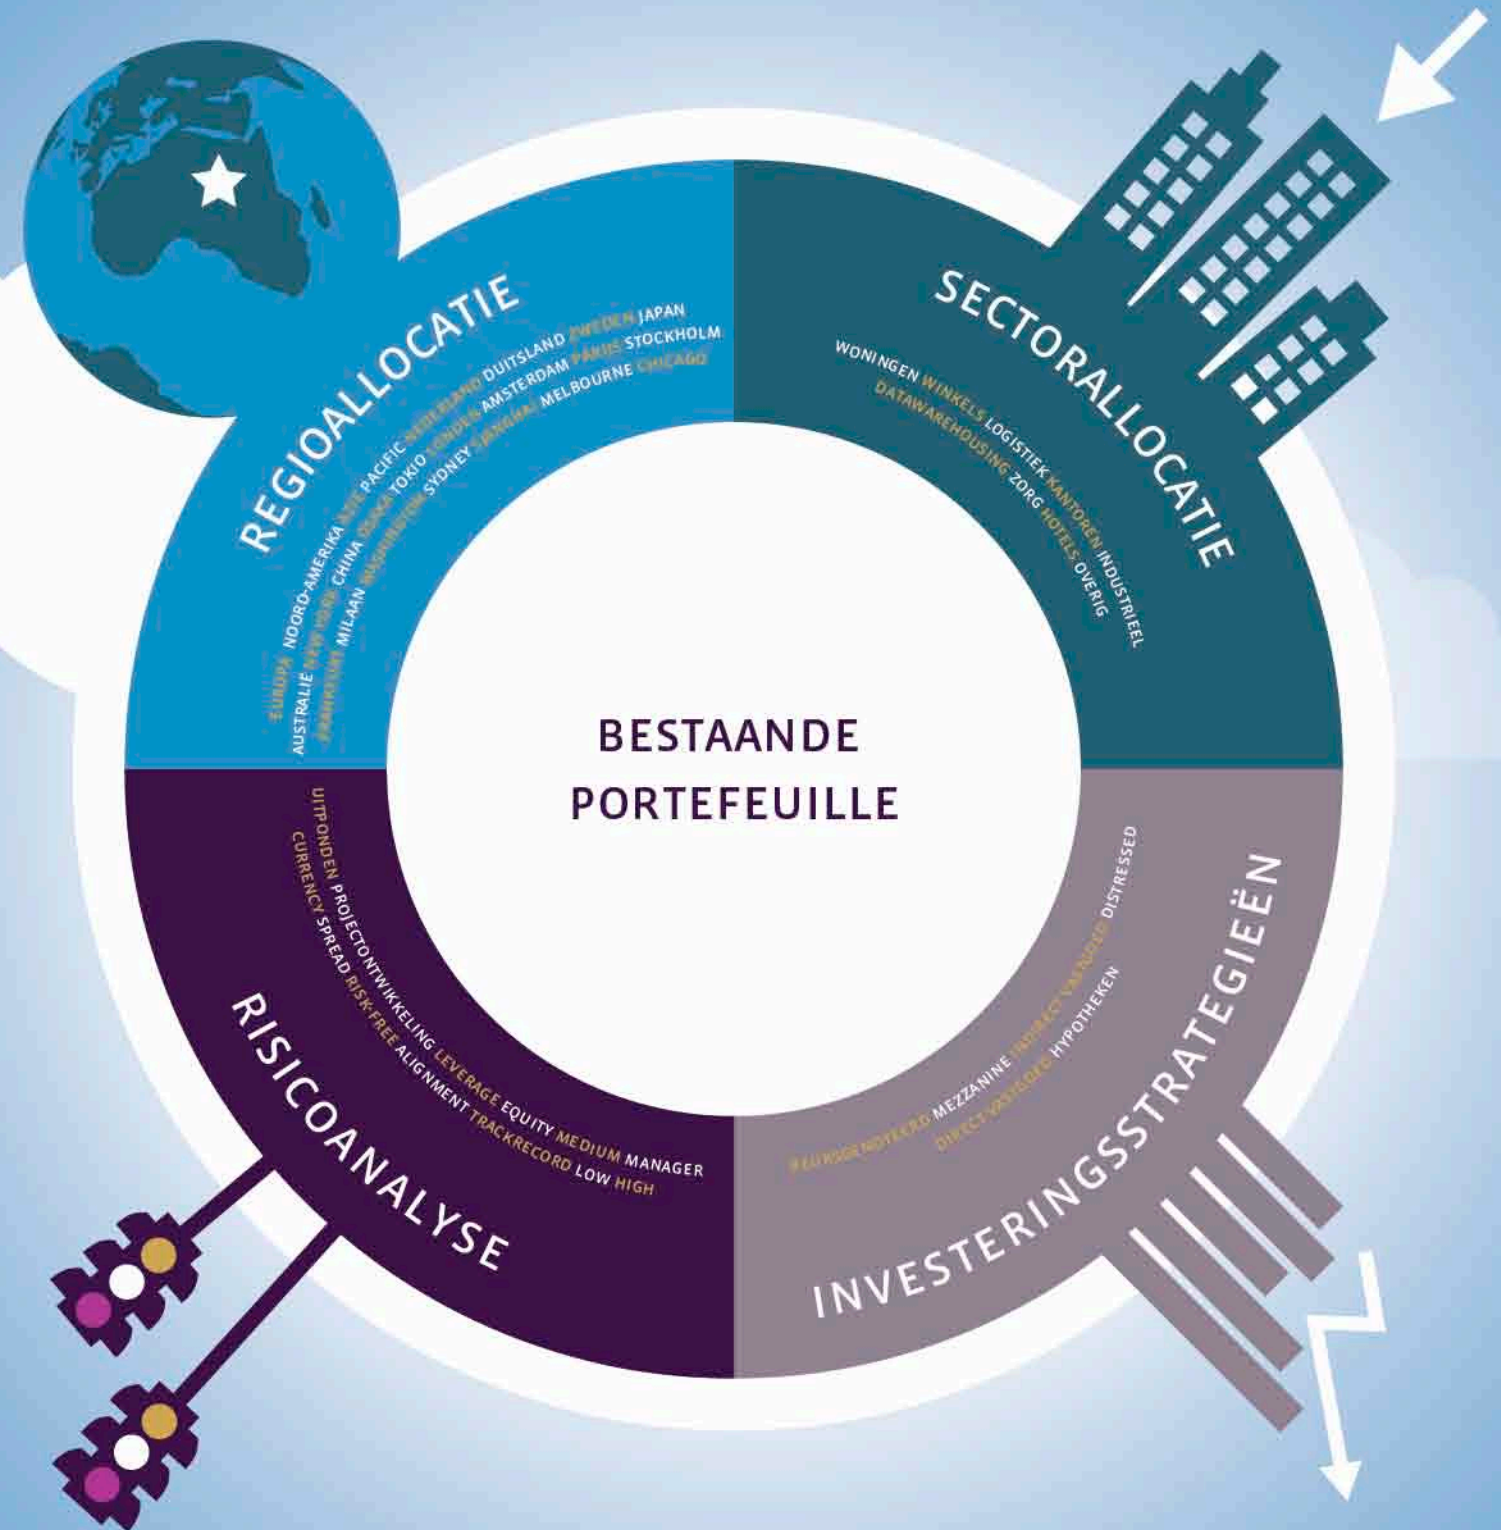 REGIOALLOCATIE
EUROPA NOORD-AMERIKA AZIE PACIFIC NEDERLAND DUITSLAND ZWEDEN JAPAN
AUSTRALIE NEW YORK CHINA OSAKA TOKIO LONDEN AMSTERDAM PARIJS STOCKHOLM
FRANKFURT MILAAN WASHINGTON SYDNEY SJANGHAI MELBOURNE CHICAGO
SECTORALLOCATIE
WONINGEN WINKELS LOGISTIEK KANTOREN INDUSTRIEEL
DATAWAREHOUSING ZORG HOTELS OVERIG
BESTAANDE
PORTEFEUILLE
UITPONDEN PROJECTONTWIKKELING LEVERAGE EQUITY MEDIUM MANAGER
CURRENCY SPREAD RISK-FREE ALIGNMENT TRACKRECORD LOW HIGH
RISICOANALYSE
BEURSGENOTEERD MEZZANINE INDIRECT VASTGOED DISTRESSED
DIRECT VASTGOED HYPOTHEKEN
INVESTERINGSSTRATEGIEËN